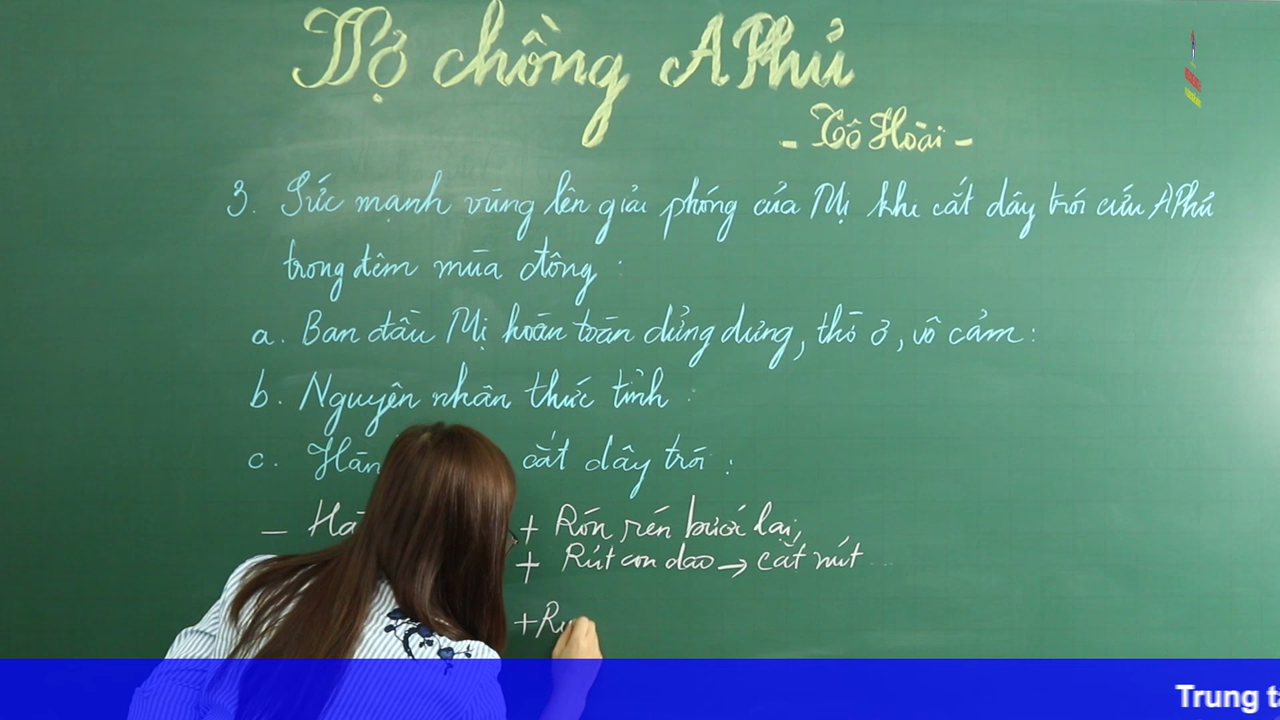 Vợ chồng A Phủ
- Tô Hoài -
3. Sức mạnh vùng lên giải phóng của Mị khi cắt dây trói cứu A Phủ
trong đêm mùa đông :
a. Ban đầu Mị hoàn toàn dửng dưng, thờ ơ, vô cảm :
b. Nguyên nhân thức tỉnh :
c. cắt dây trói :
+ Rón rén bước lại,
+ Rút con dao → cắt nút ...
+
Trung t